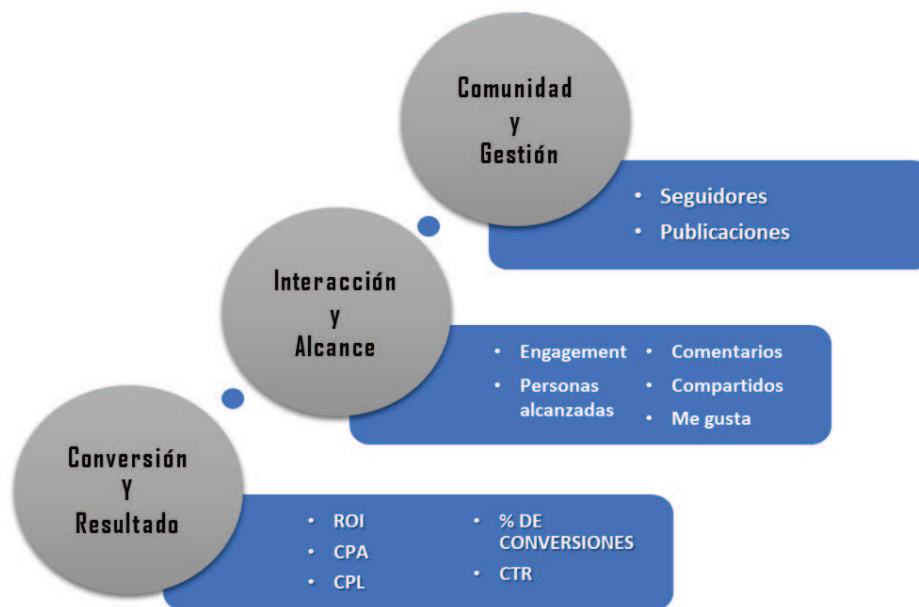 Comunidad
y
Gestión
• Seguidores
• Publicaciones
Interacción
y
Alcance
• Engagement
• Personas
alcanzadas
• Comentarios
• Compartidos
• Me gusta
Conversión
Y
Resultado
• ROI
• CPA
• CPL
• % DE
CONVERSIONES
• CTR